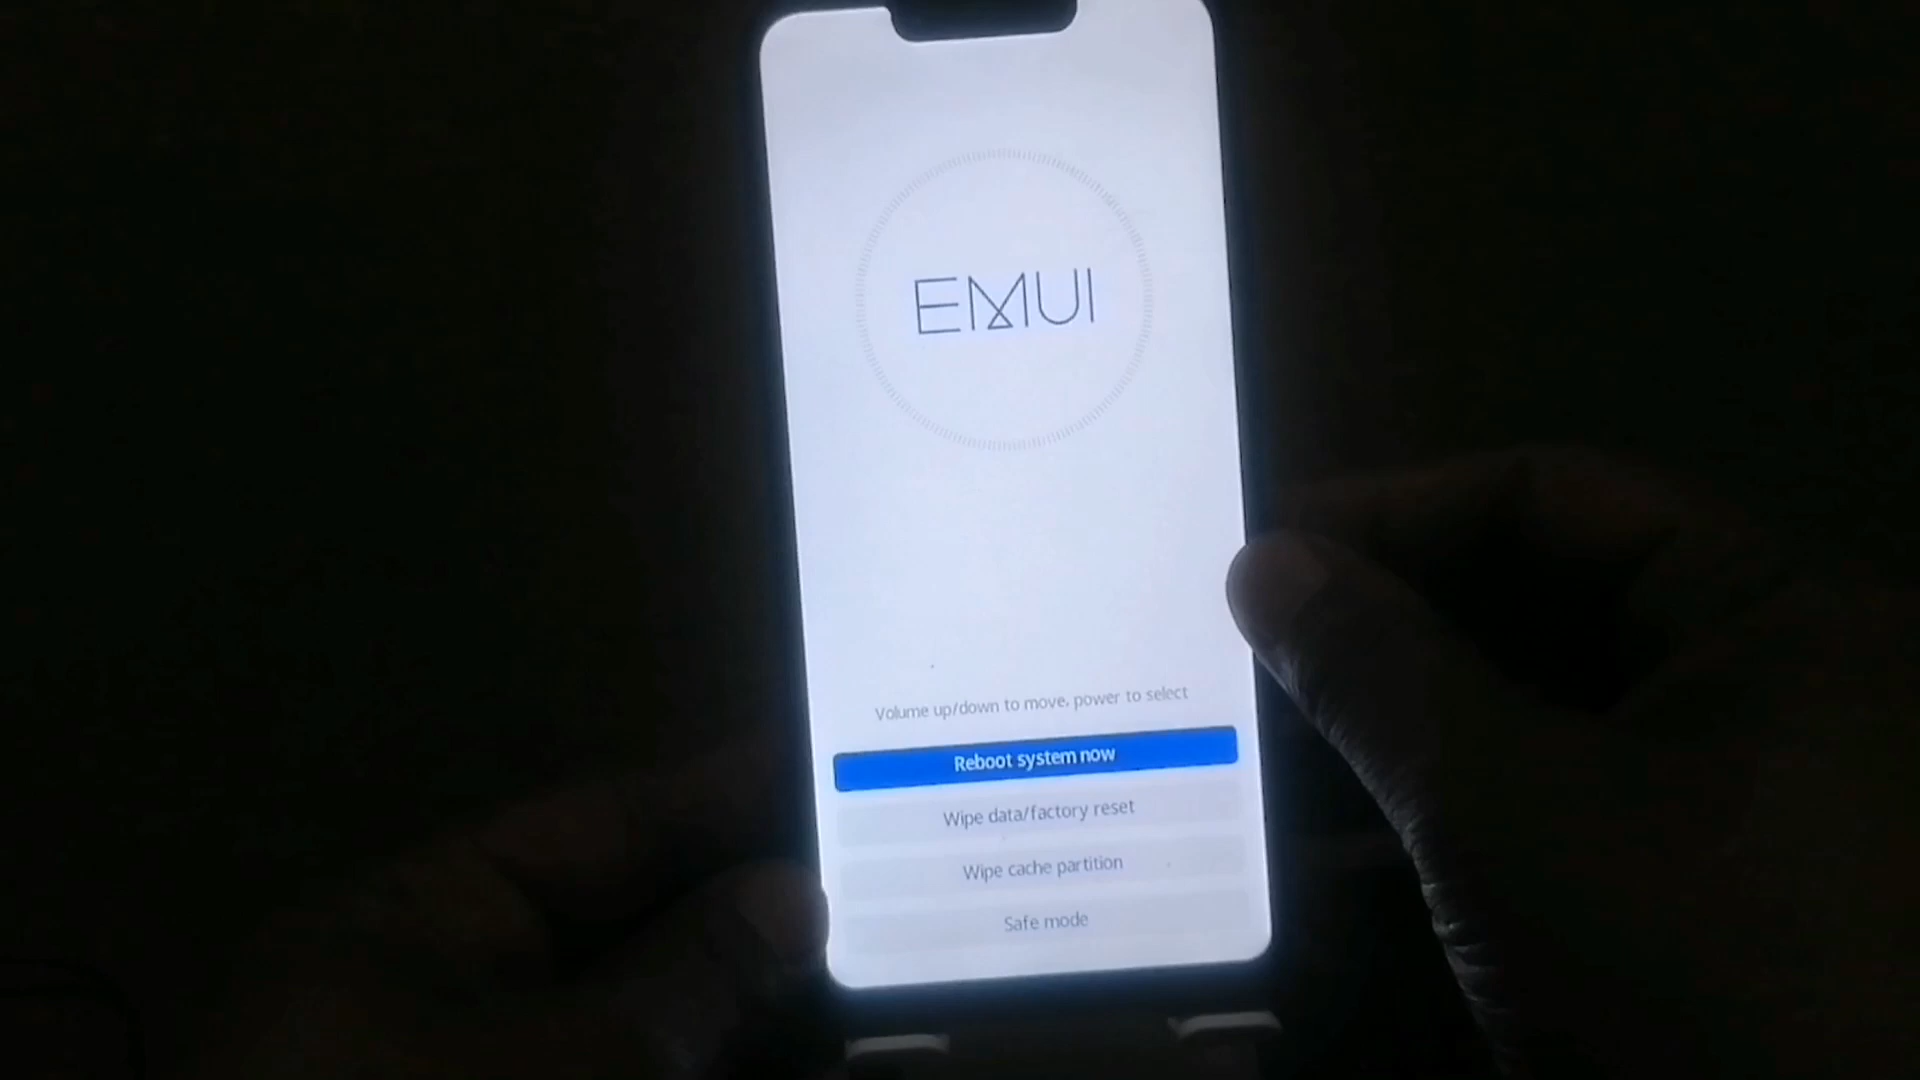 EMUI
Volume up/down to move, power to select
Reboot system now
Wipe data/factory reset
Wipe cache partition
Safe mode